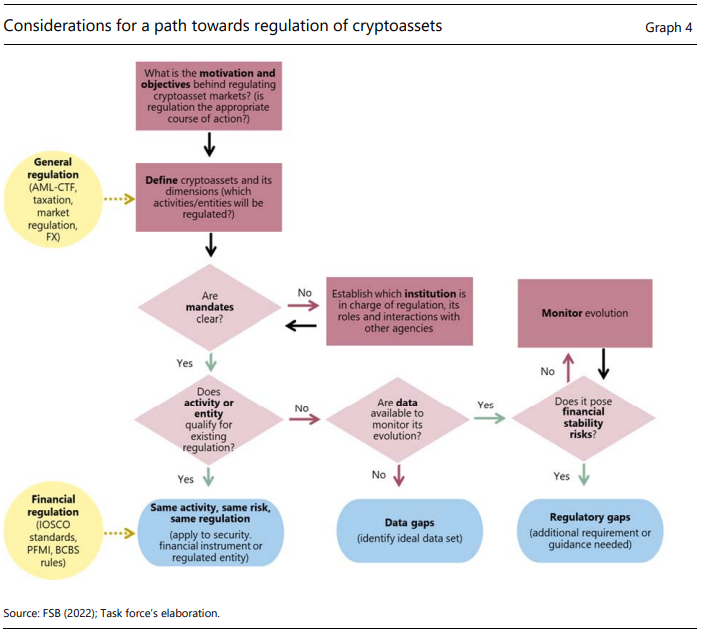 Considerations for a path towards regulation of cryptoassets
Graph 4
What is the motivation and
objectives behind regulating
cryptoasset markets? (is
regulation the appropriate
course of action?)
General
regulation
(AML-CTF,
taxation,
market
regulation,
FX)
Define cryptoassets and its
dimensions (which
activities/entities will be
regulated?)
Are
mandates
clear?
No
Establish which institution is
in charge of regulation, its
roles and interactions with
other agencies
Monitor evolution
Yes
No
Does
activity or
entity
qualify for
existing
regulation?
No
Are data
available to
monitor its
evolution?
Yes
Does it pose
financial
stability
risks?
Yes
No
Yes
Financial
regulation
(IOSCO
standards,
PFMI, BCBS
rules)
Same activity, same risk,
same regulation
(apply to security.
financial instrument or
regulated entity)
Data gaps
(identify ideal data set)
Regulatory gaps
(additional requirement or
guidance needed)
Source: FSB (2022); Task force's elaboration.